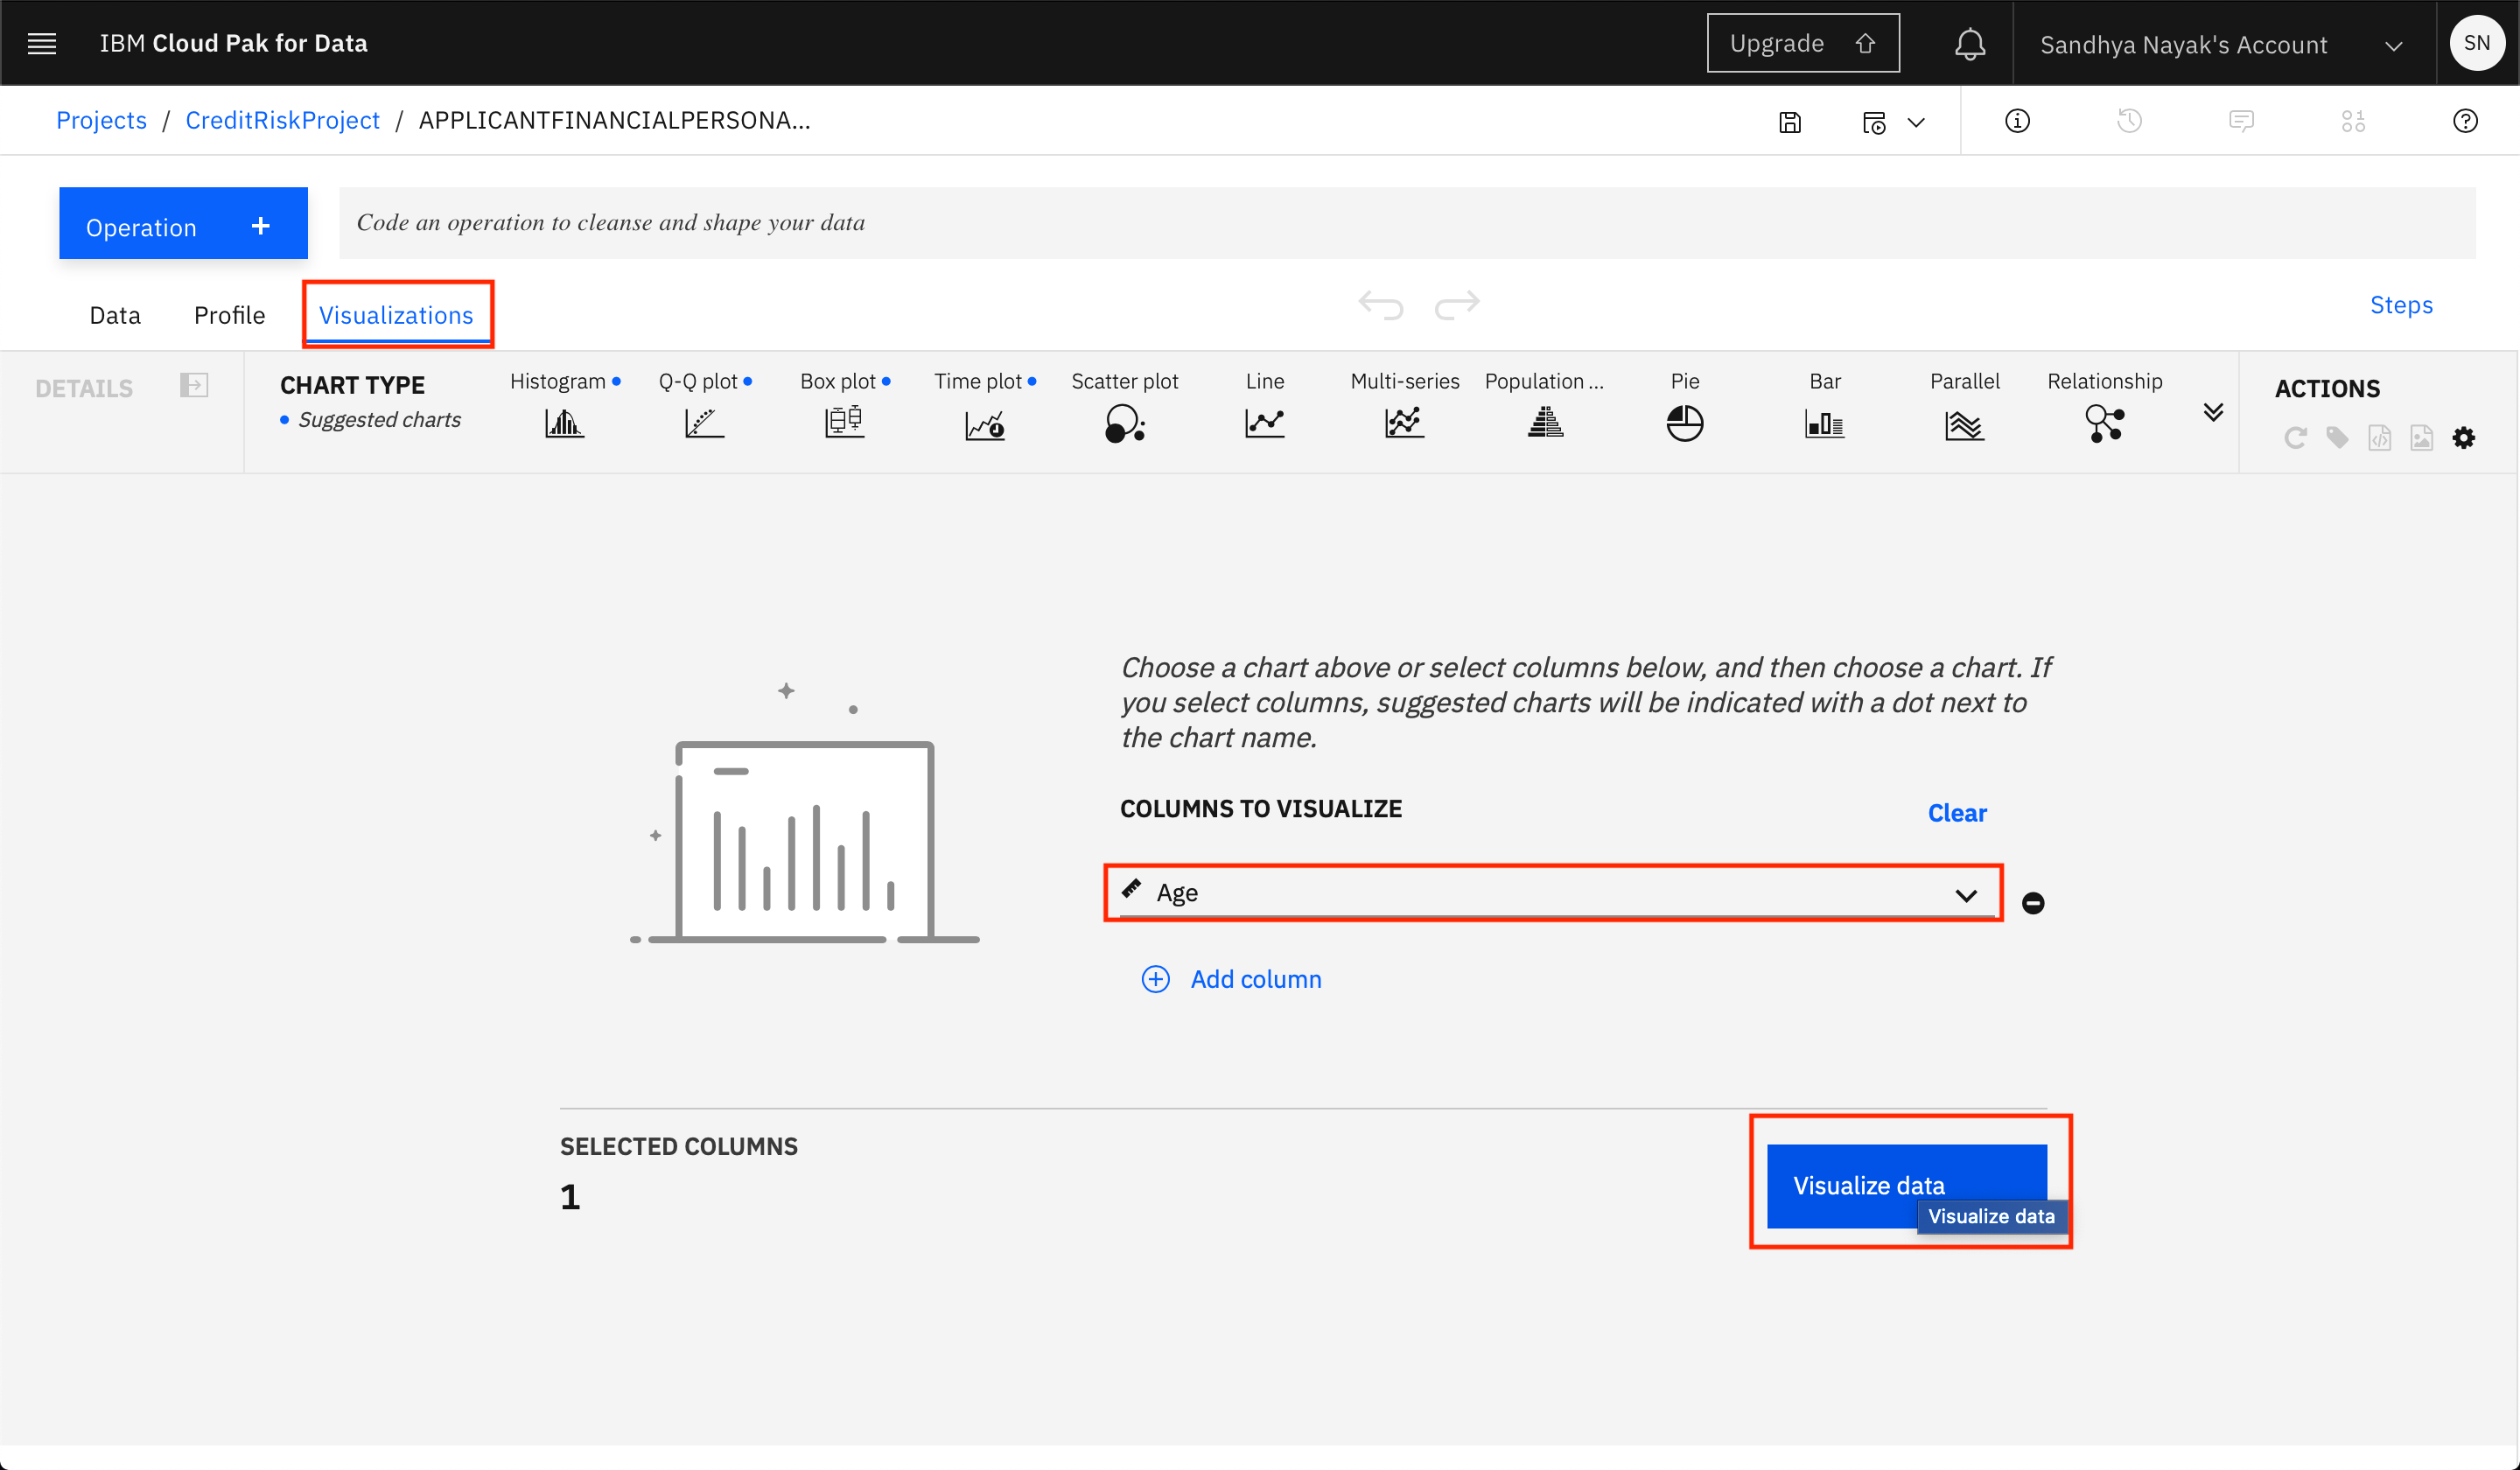 IBM Cloud Pak for Data
Upgrade
Sandhya Nayak's Account
SN
Projects / CreditRiskProject / APPLICANTFINANCIALPERSONA...
Operation +
Code an operation to cleanse and shape your data
Data
Profile
Visualizations
Steps
DETAILS
CHART TYPE
Suggested charts
Histogram
Q-Q plot
Box plot
Time plot
Scatter plot
Line
Multi-series
Population ...
Pie
Bar
Parallel
Relationship
ACTIONS
Choose a chart above or select columns below, and then choose a chart. If
you select columns, suggested charts will be indicated with a dot next to
the chart name.
COLUMNS TO VISUALIZE
Clear
Age
Add column
SELECTED COLUMNS
1
Visualize data
Visualize data